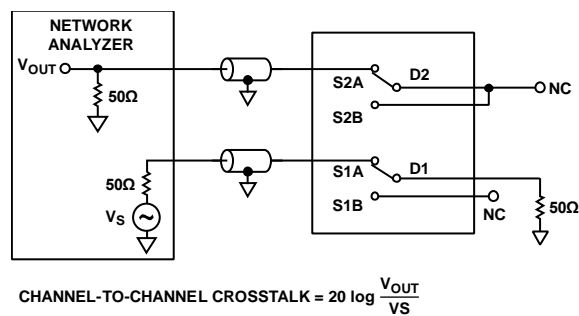 NETWORK
ANALYZER
VOUT
50Ω
S2A
D2
NC
S2B
50Ω
VS
S1A
D1
S1B
NC
50Ω
CHANNEL-TO-CHANNEL CROSSTALK = 20 log VOUT
VS